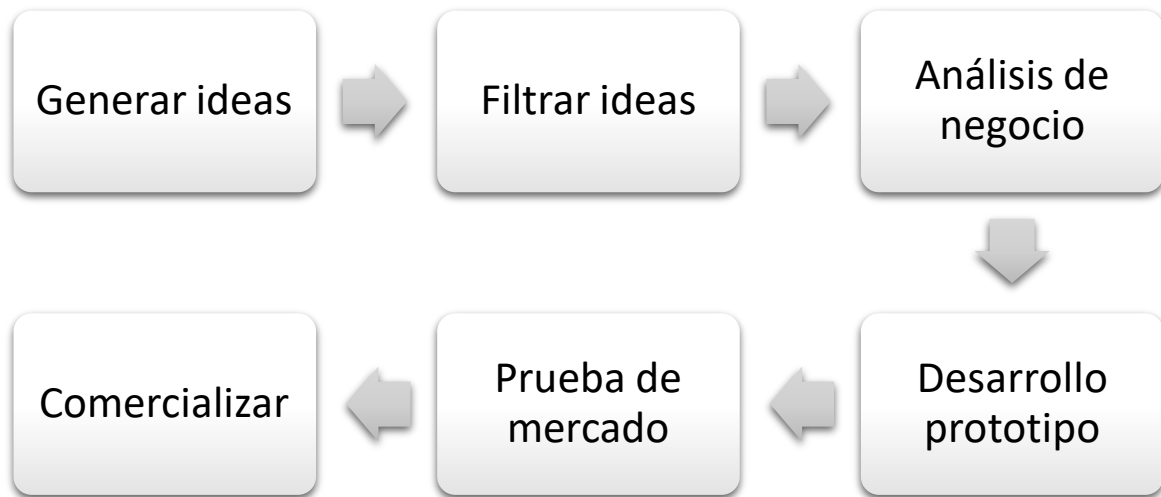 Generar ideas
Filtrar ideas
Análisis de
negocio
Desarrollo
prototipo
Prueba de
mercado
Comercializar